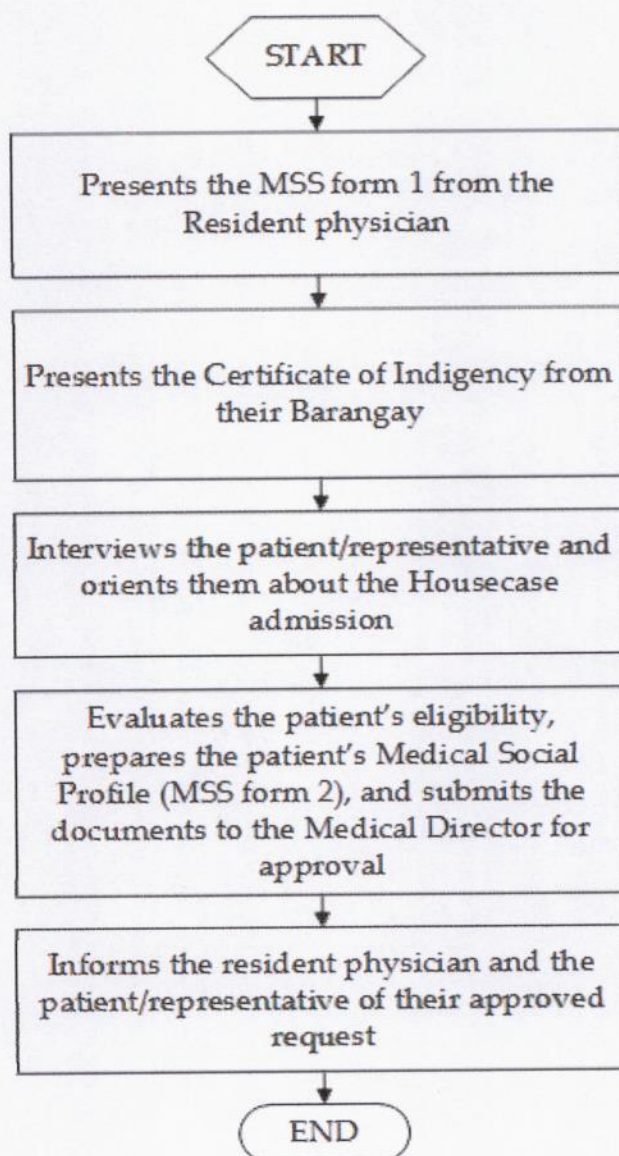 START
Presents the MSS form 1 from the
Resident physician
Presents the Certificate of Indigency from
their Barangay
Interviews the patient/representative and
orients them about the Housecase
admission
Evaluates the patient's eligibility,
prepares the patient's Medical Social
Profile (MSS form 2), and submits the
documents to the Medical Director for
approval
Informs the resident physician and the
patient/representative of their approved
request
END